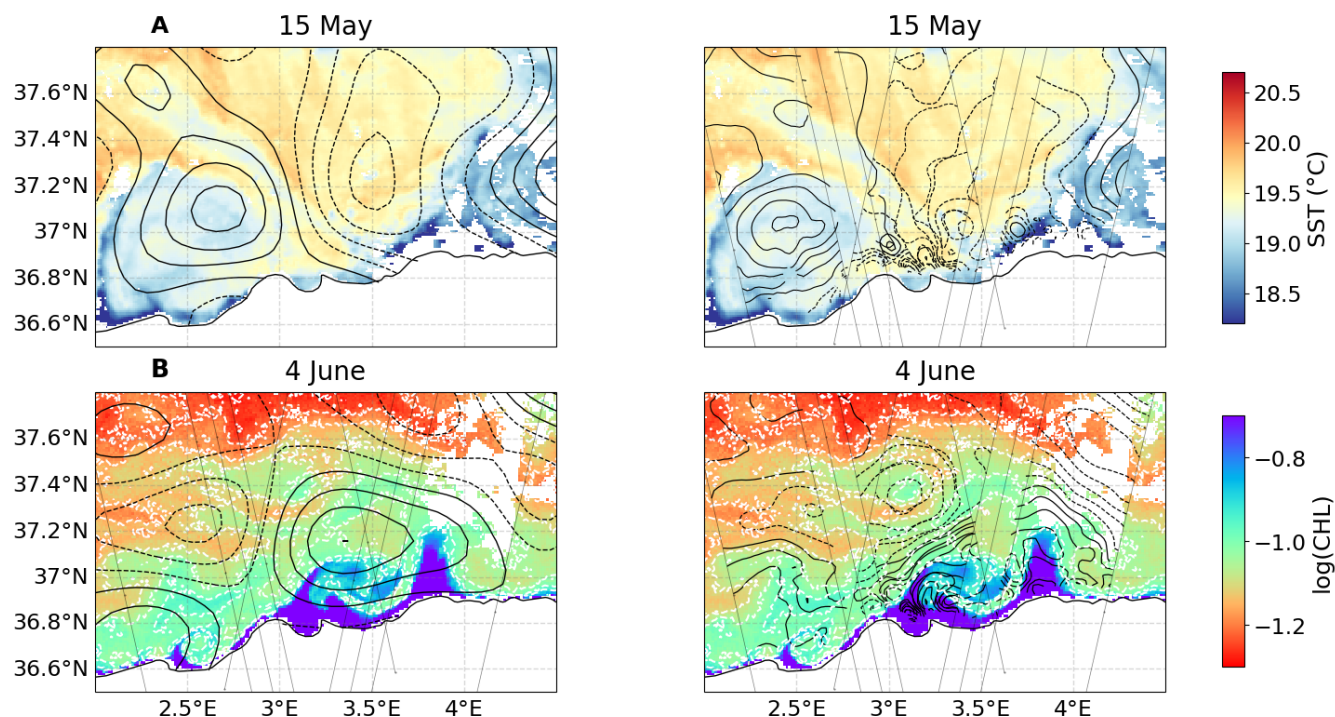 A 15 May 15 May
37.6°N
37.4°N
37.2°N
37°N
36.8°N
36.6°N
20.5
20.0
19.5
19.0
18.5
SST (°C)
B 4 June 4 June
37.6°N
37.4°N
37.2°N
37°N
36.8°N
36.6°N
2.5°E 3°E 3.5°E 4°E
2.5°E 3°E 3.5°E 4°E
−0.8
−1.0
−1.2
log(CHL)